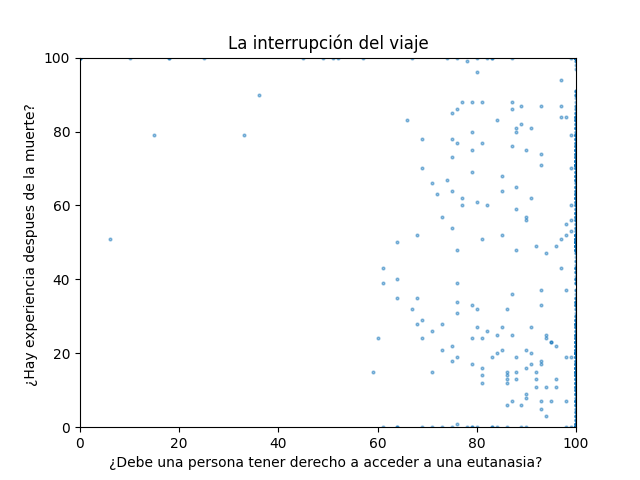 La interrupción del viaje
100
80
60
40
20
0
¿Hay experiencia despues de la muerte?
0 20 40 60 80 100
¿Debe una persona tener derecho a acceder a una eutanasia?